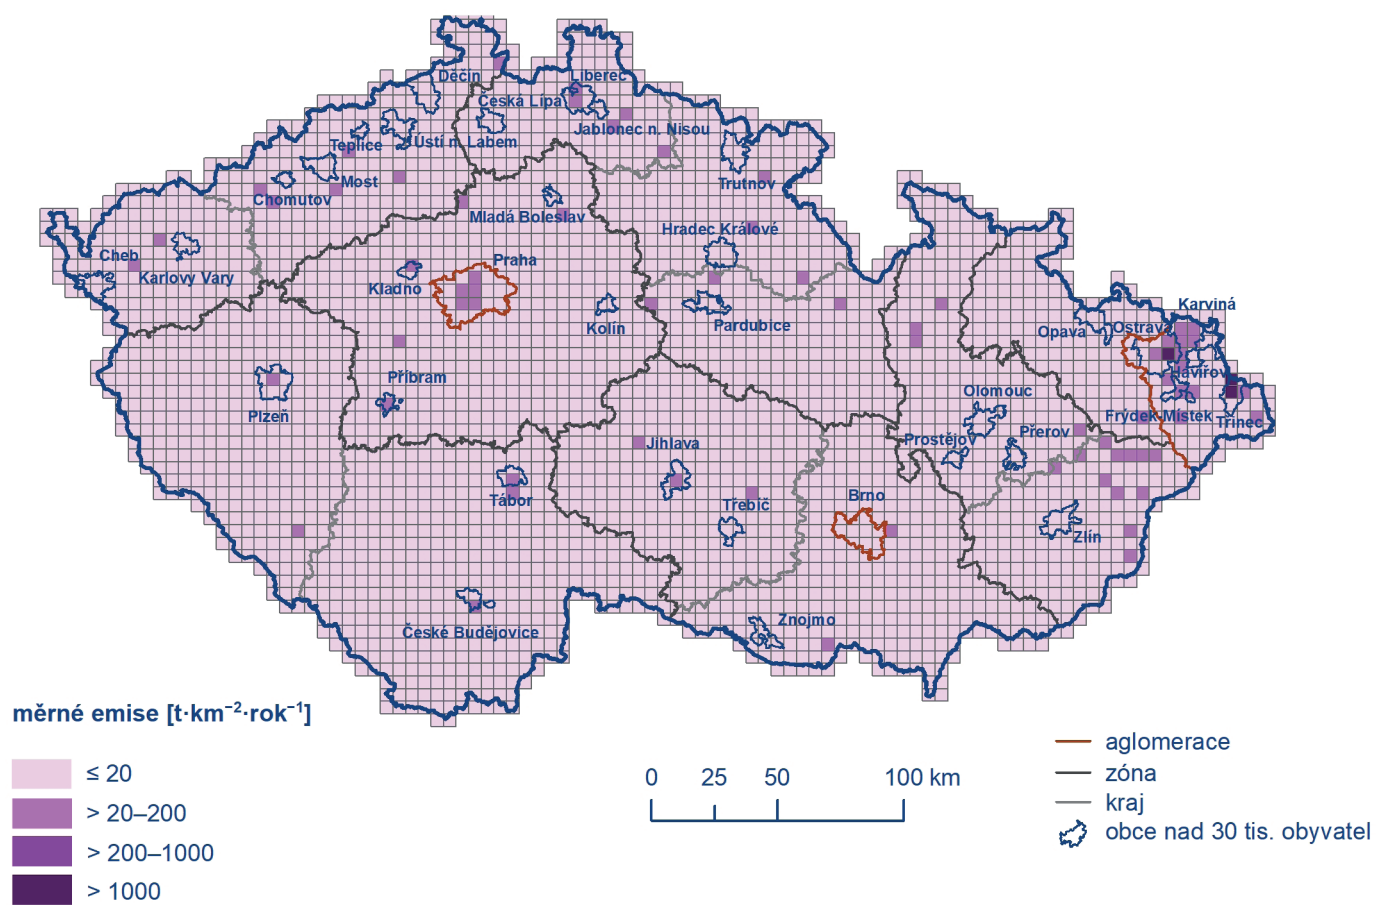 Děčín
Liberec
Česká Lípa
Jablonec n. Nisou
Ústí n. Labem
Teplice
Most
Chomutov
Trutnov
Mladá Boleslav
Hradec Králové
Cheb
Karlovy Vary
Praha
Kladno
Kolín
Pardubice
Karviná
Opava
Ostrava
Havířov
Příbram
Plzeň
Olomouc
Frýdek-Místek
Třinec
Přerov
Prostějov
Jihlava
Tábor
Třebíč
Brno
Zlín
České Budějovice
Znojmo
měrné emise [t·km⁻²·rok⁻¹]
≤ 20
> 20–200
> 200–1000
> 1000
0 25 50 100 km
aglomerace
zóna
kraj
obce nad 30 tis. obyvatel